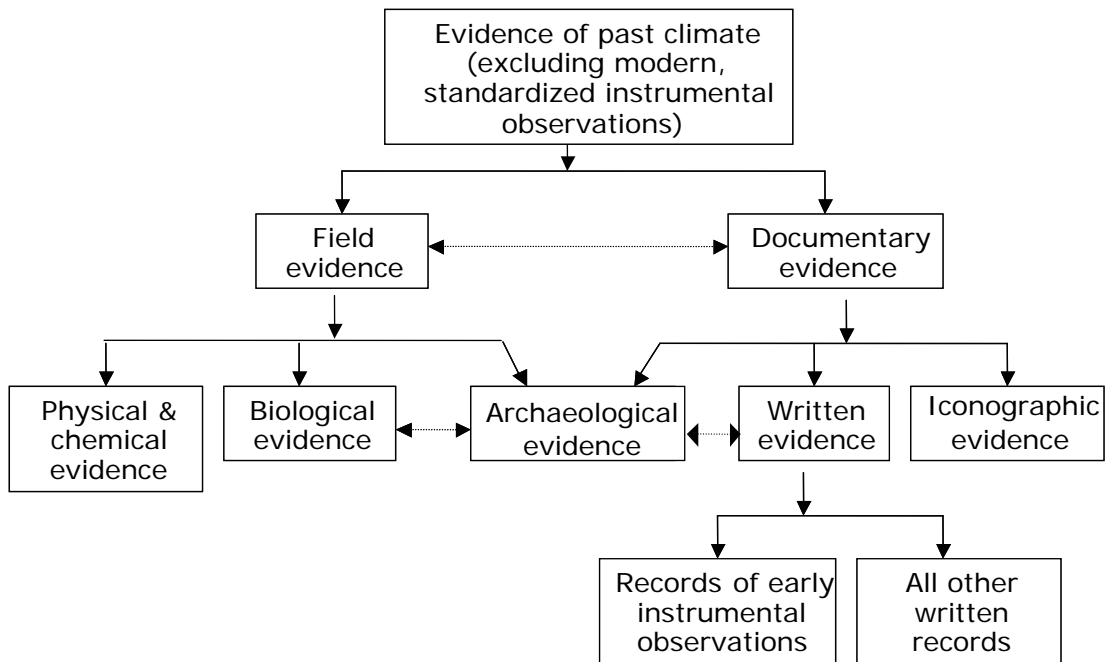 Evidence of past climate
(excluding modern,
standardized instrumental
observations)
Field
evidence
Documentary
evidence
Physical &
chemical
evidence
Biological
evidence
Archaeological
evidence
Written
evidence
Iconographic
evidence
Records of early
instrumental
observations
All other
written
records